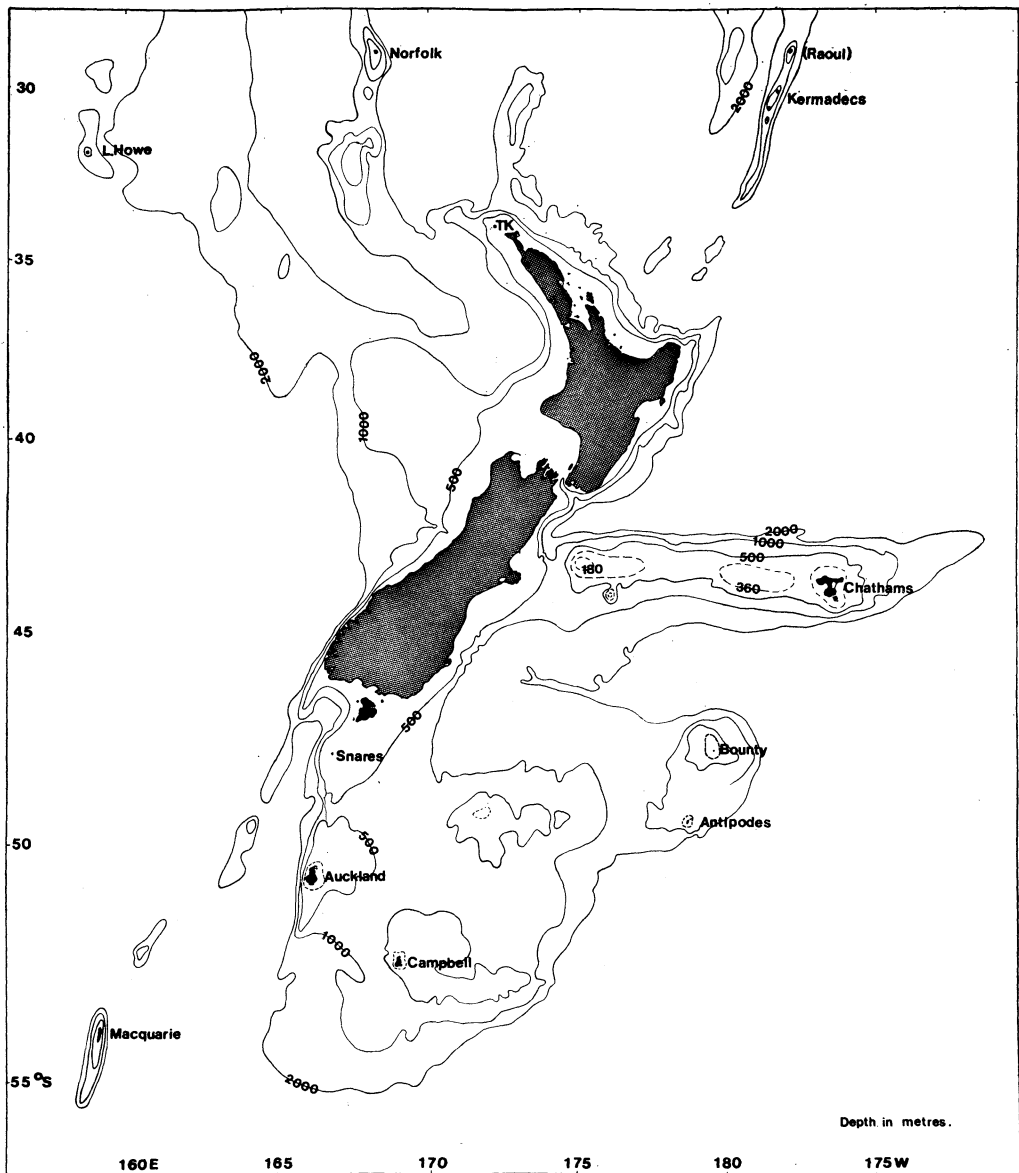 Norfolk
(Raoul)
30
2000
Kermadecs
L.Howe
TK
35
2000
1000
40
500
2000
1000
500
180
360
Chathams
45
500
Snares
Bounty
Antipodes
500
50
Auckland
1000
Campbell
Macquarie
55 °S
2000
Depth in metres.
160E 165 170 175 180 175W